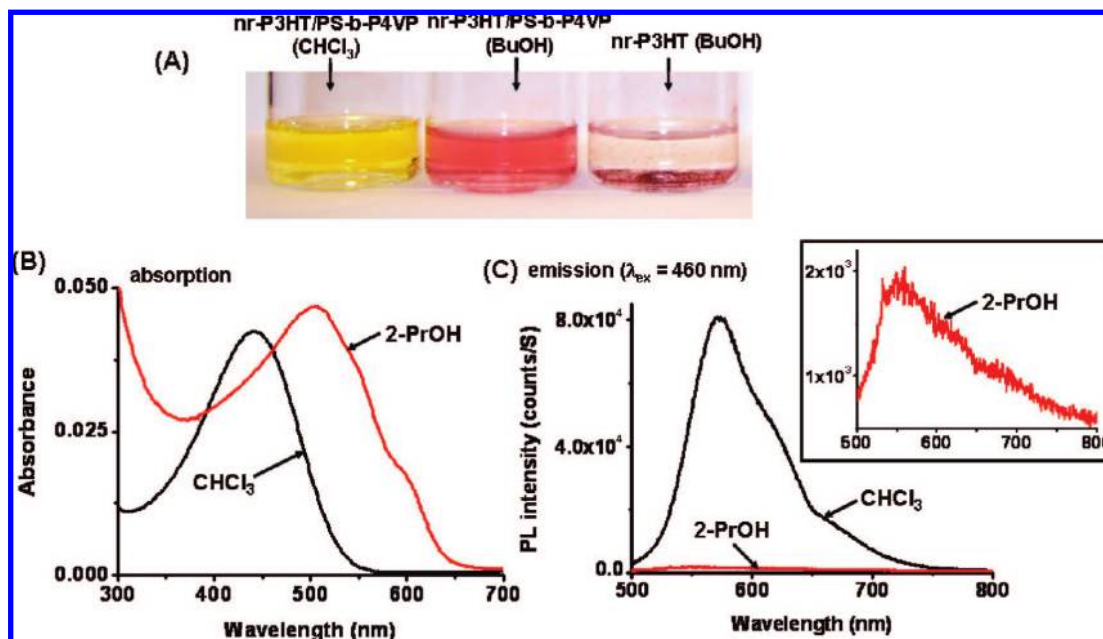 nr-P3HT/PS-b-P4VP
(CHCl₃)
nr-P3HT/PS-b-P4VP
(BuOH)
nr-P3HT (BuOH)
(A)
(B)
absorption
0.050
0.025
0.000
Absorbance
2-PrOH
CHCl₃
300
400
500
600
700
Wavelength (nm)
(C) emission (λex = 460 nm)
8.0x10⁴
4.0x10⁴
0.0
PL intensity (counts/S)
CHCl₃
2-PrOH
500
600
700
800
Wavelength (nm)
2x10³
1x10³
2-PrOH
500
600
700
800